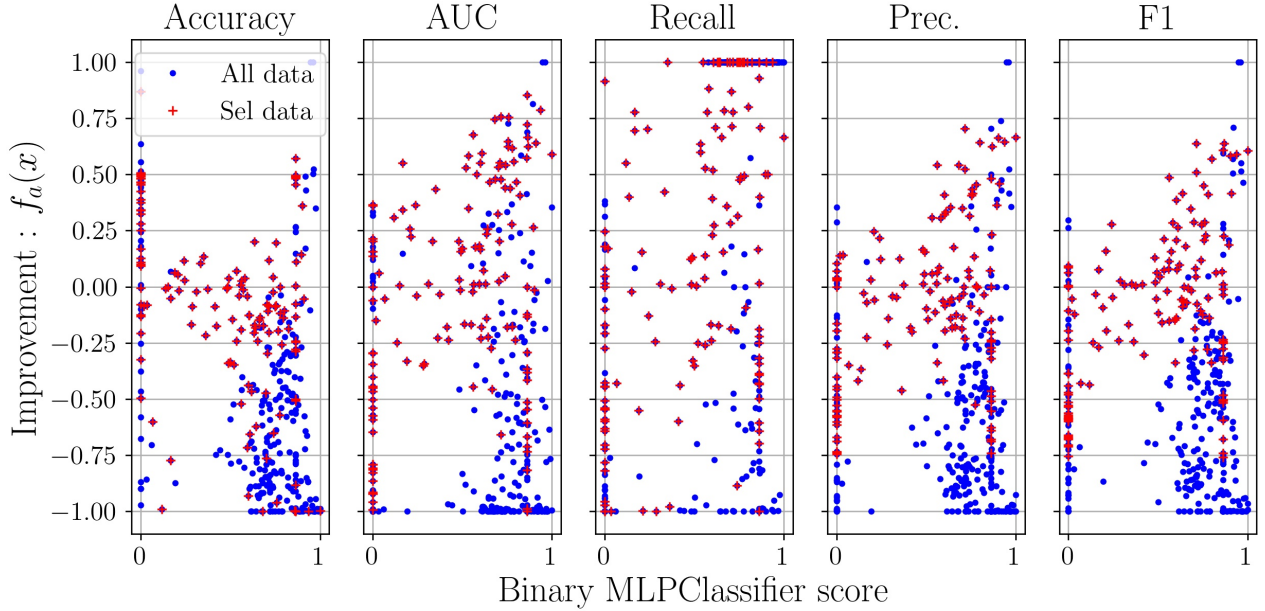 Accuracy
AUC
Recall
Prec.
F1
All data
Sel data
Improvement : f_a(x)
1.00
0.75
0.50
0.25
0.00
−0.25
−0.50
−0.75
−1.00
0 1
0 1
0 1
0 1
0 1
Binary MLPClassifier score